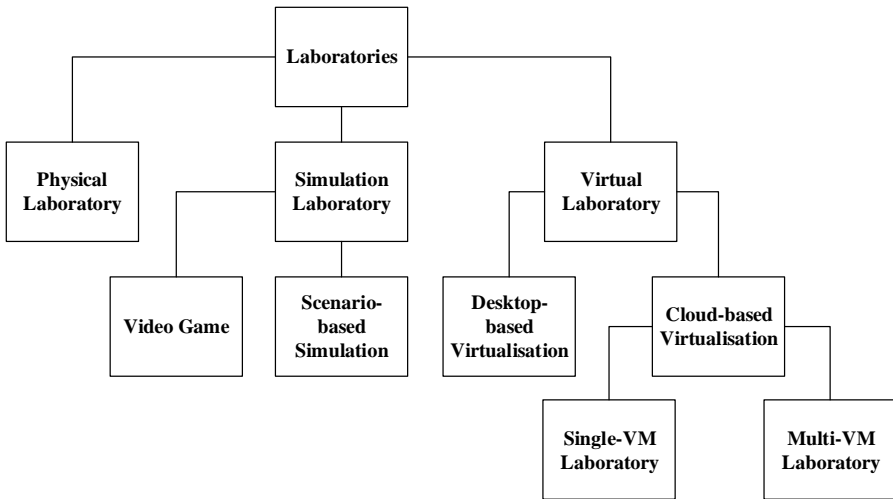 Laboratories
Physical
Laboratory
Simulation
Laboratory
Virtual
Laboratory
Video Game
Scenario-
based
Simulation
Desktop-
based
Virtualisation
Cloud-based
Virtualisation
Single-VM
Laboratory
Multi-VM
Laboratory